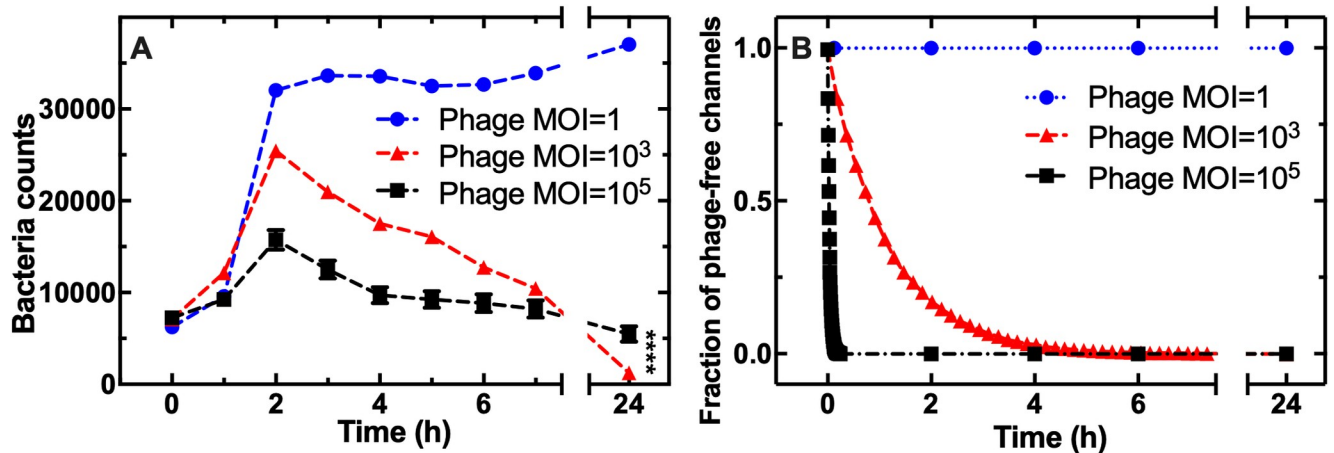 A
Bacteria counts
30000
20000
10000
0
Phage MOI=1
Phage MOI=10³
Phage MOI=10⁵
****
0 2 4 6 24
Time (h)
B
Fraction of phage-free channels
1.0
0.5
0.0
Phage MOI=1
Phage MOI=10³
Phage MOI=10⁵
0 2 4 6 24
Time (h)